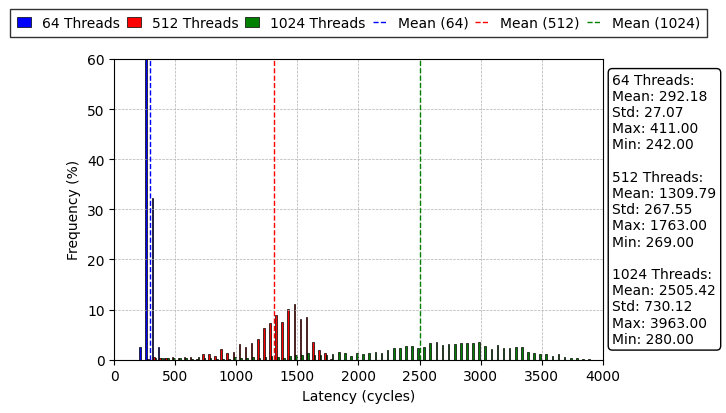 64 Threads 512 Threads 1024 Threads Mean (64) Mean (512) Mean (1024)
60
50
40
30
20
10
0
Frequency (%)
0 500 1000 1500 2000 2500 3000 3500 4000
Latency (cycles)
64 Threads:
Mean: 292.18
Std: 27.07
Max: 411.00
Min: 242.00
512 Threads:
Mean: 1309.79
Std: 267.55
Max: 1763.00
Min: 269.00
1024 Threads:
Mean: 2505.42
Std: 730.12
Max: 3963.00
Min: 280.00